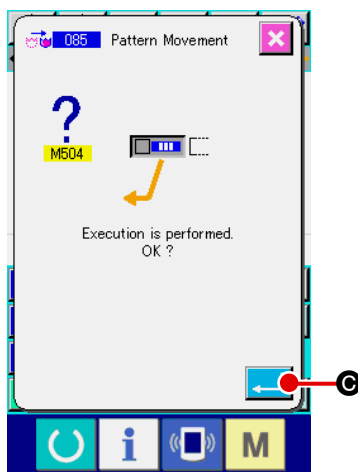 085 Pattern Movement
?
M504
Execution is performed.
OK ?
C
i
M